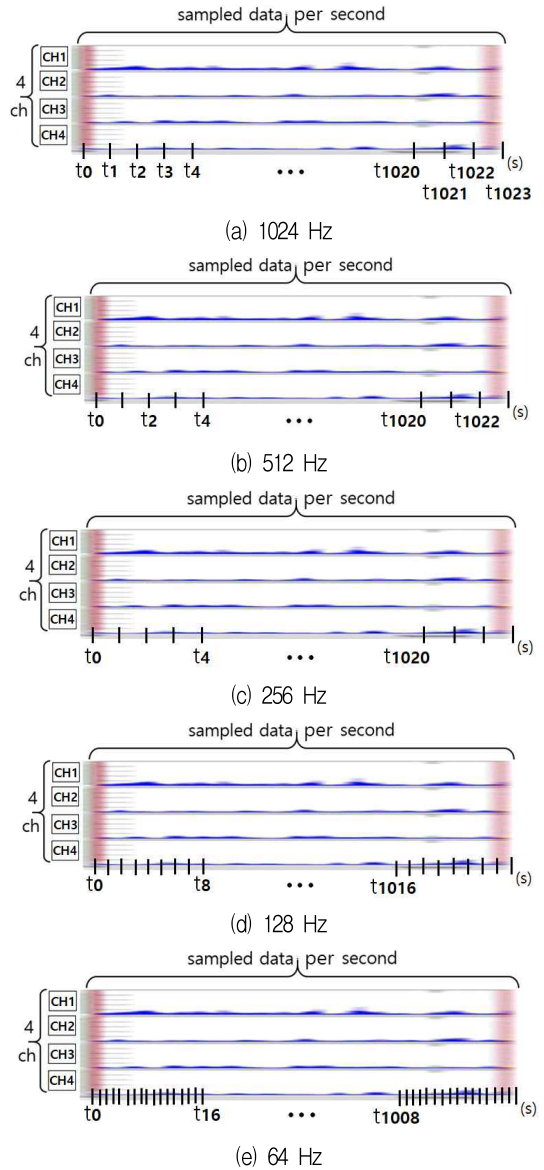 sampled data per second
CH1
4 CH2
ch CH3
CH4
t0 t1 t2 t3 t4 ••• t1020 t1022 (s)
t1021 t1023
(a) 1024 Hz
sampled data per second
CH1
4 CH2
ch CH3
CH4
t0 t2 t4 ••• t1020 t1022 (s)
(b) 512 Hz
sampled data per second
CH1
4 CH2
ch CH3
CH4
t0 t4 ••• t1020 (s)
(c) 256 Hz
sampled data per second
CH1
4 CH2
ch CH3
CH4
t0 t8 ••• t1016 (s)
(d) 128 Hz
sampled data per second
CH1
4 CH2
ch CH3
CH4
t0 t16 ••• t1008 (s)
(e) 64 Hz